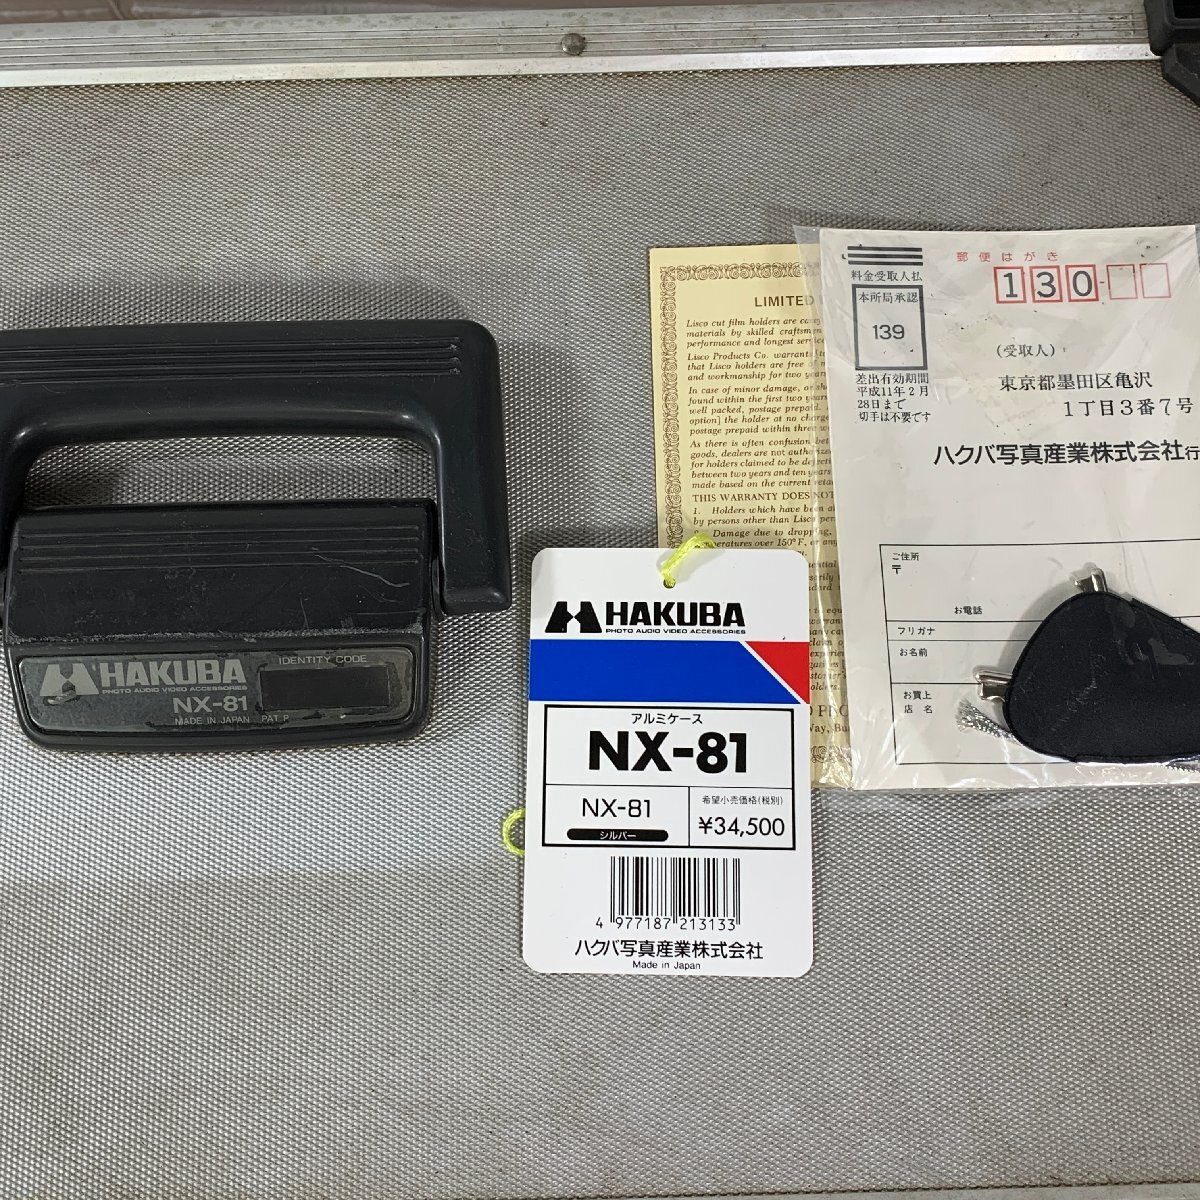 HAKUBA
PHOTO AUDIO VIDEO ACCESSORIES
IDENTITY CODE
NX-81
MADE IN JAPAN PAT P
HAKUBA
PHOTO AUDIO VIDEO ACCESSORIES
アルミケース
NX-81
NX-81
シルバー
希望小売価格(税別)
¥34,500
4 977187 213133
ハクバ写真産業株式会社
Made in Japan
LIMITED
Lisco cut film holders are
materials by skilled
performance and longest
Lisco Products Co.
that Lisco holders are free of
and workmanship for two
In case of minor damage, or
found within the first two years
well packed, postage prepaid.
option] the holder at no
postage prepaid within three
As there is often confusion
goods, dealers are not
for holders claimed to be
between two years and ten years
made based on the current
THIS WARRANTY DOES NOT
1. Holders which have been
by persons other than Lisco
Damage due to dropping,
over 150°F, or any
郵便はがき
料金受取人払
本所局承認
139
差出有効期間
平成11年2月
28日まで
切手は不要です
130-
(受取人)
東京都墨田区亀沢
1丁目3番7号
ハクバ写真産業株式会社行
ご住所
〒
お電話
フリガナ
お名前
お買上
店名